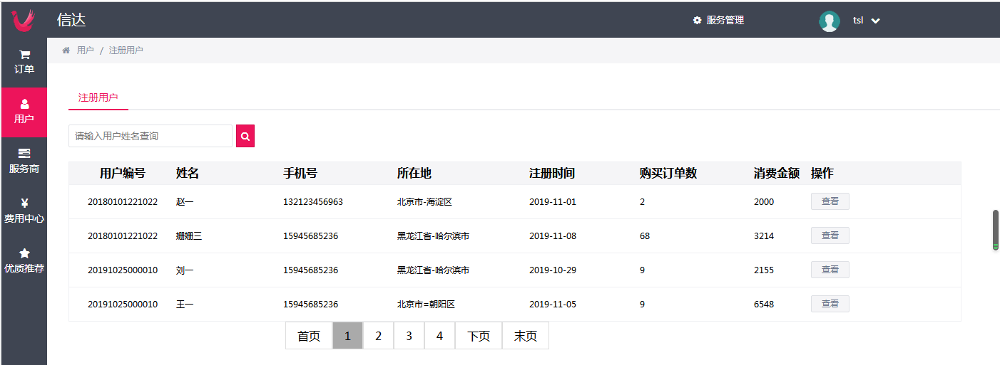 信达
服务管理
tsl
订单
用户
服务商
¥
费用中心
优质推荐
用户 / 注册用户
注册用户
请输入用户姓名查询
用户编号 姓名 手机号 所在地 注册时间 购买订单数 消费金额 操作
20180101221022 赵一 132123456963 北京市-海淀区 2019-11-01 2 2000 查看
20180101221022 姗姗三 15945685236 黑龙江省-哈尔滨市 2019-11-08 68 3214 查看
20191025000010 刘一 15945685236 黑龙江省-哈尔滨市 2019-10-29 9 2155 查看
20191025000010 王一 15945685236 北京市=朝阳区 2019-11-05 9 6548 查看
首页 1 2 3 4 下页 末页